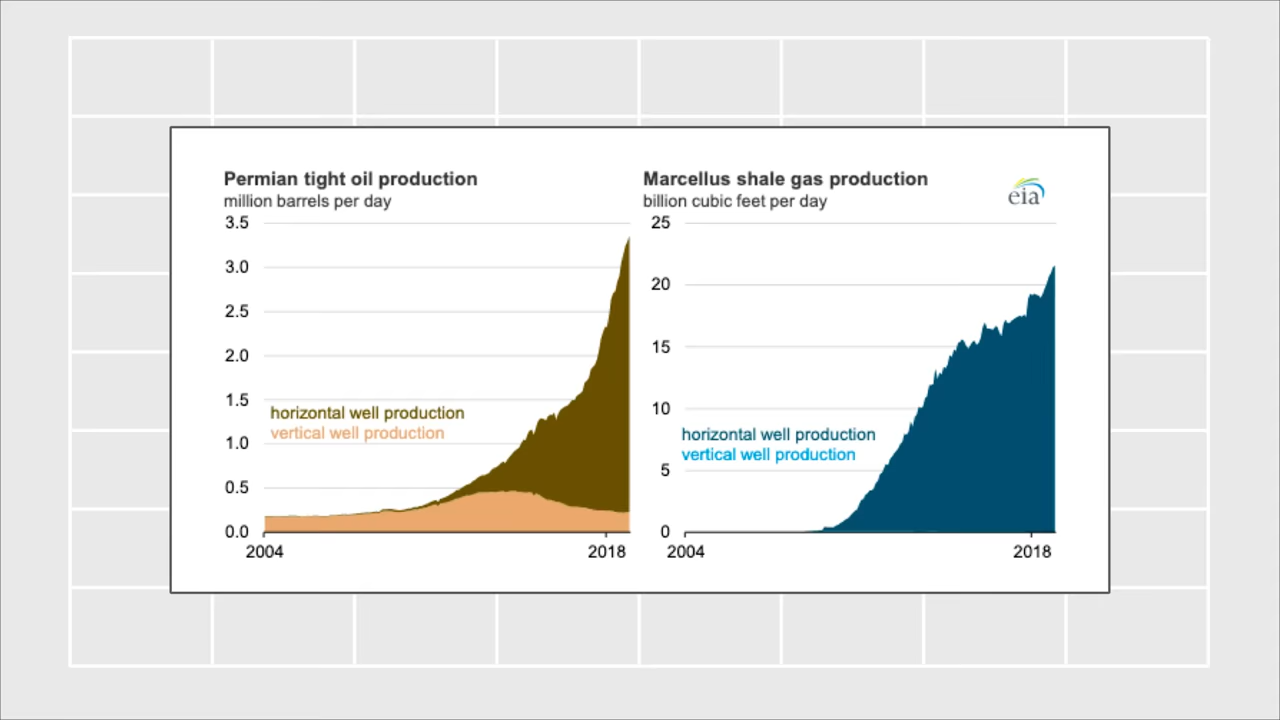 Permian tight oil production
million barrels per day
3.5
3.0
2.5
2.0
1.5
1.0
0.5
0.0
horizontal well production
vertical well production
2004
2018
Marcellus shale gas production
billion cubic feet per day
eia
25
20
15
10
5
0
horizontal well production
vertical well production
2004
2018